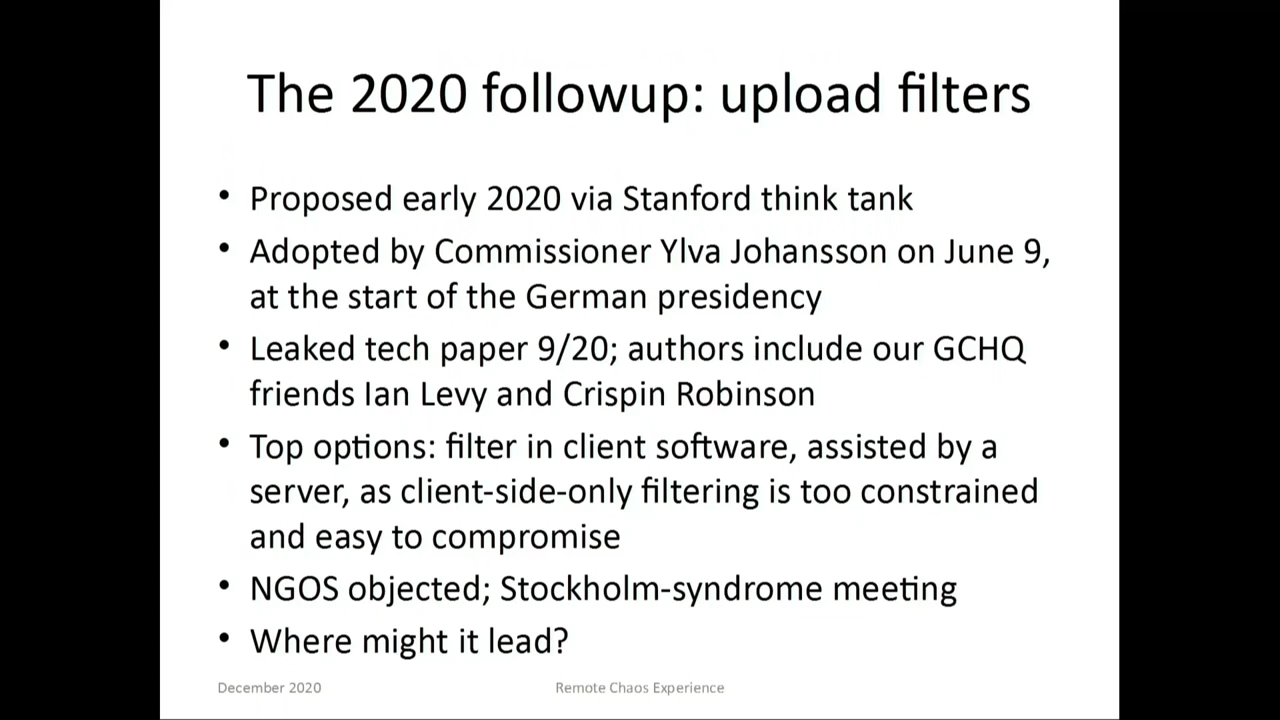 The 2020 followup: upload filters
• Proposed early 2020 via Stanford think tank
• Adopted by Commissioner Ylva Johansson on June 9,
at the start of the German presidency
• Leaked tech paper 9/20; authors include our GCHQ
friends Ian Levy and Crispin Robinson
• Top options: filter in client software, assisted by a
server, as client-side-only filtering is too constrained
and easy to compromise
• NGOS objected; Stockholm-syndrome meeting
• Where might it lead?
December 2020
Remote Chaos Experience